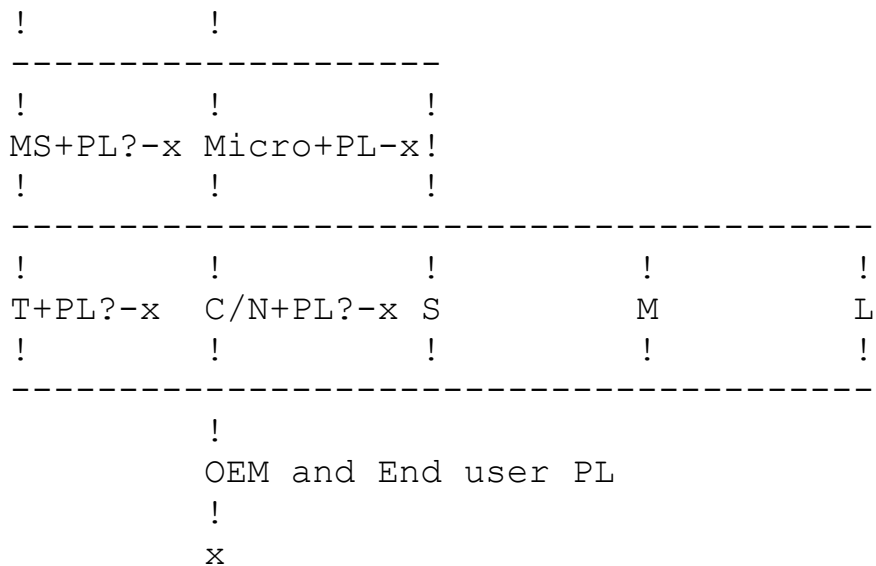 !        !
--------------------
!        !         !
MS+PL?-x Micro+PL-x!
!        !         !
----------------------------------------
!        !         !         !         !
T+PL?-x  C/N+PL?-x S         M         L
!        !         !         !         !
----------------------------------------
         !
         OEM and End user PL
         !
         x